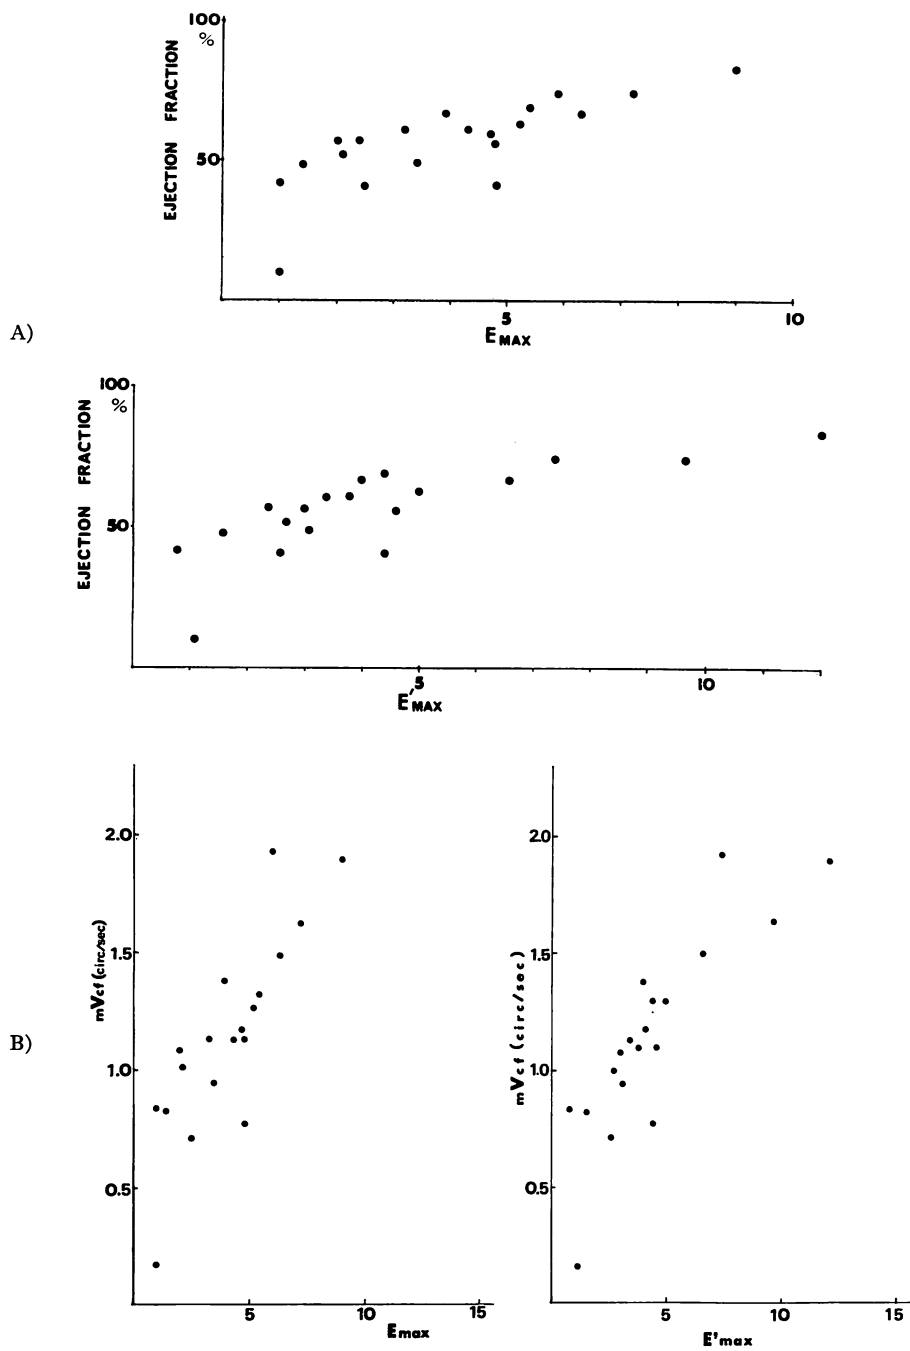 100
%
EJECTION FRACTION
50
5
10
EMAX
A)
100
%
EJECTION FRACTION
50
5
10
E'MAX
2.0
1.5
1.0
0.5
mVcf (circ/sec)
5
10
15
Emax
B)
2.0
1.5
1.0
0.5
mVcf (circ/sec)
5
10
15
E'max